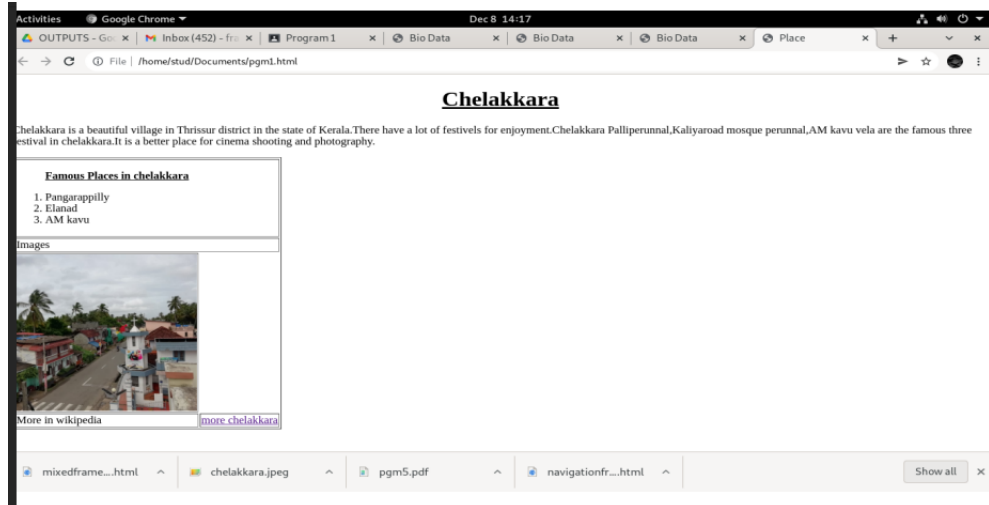 Activities Google Chrome Dec 8 14:17
OUTPUTS - Go Inbox (452) - fra Program 1 Bio Data Bio Data Bio Data Place
File /home/stud/Documents/pgm1.html
Chelakkara
Chelakkara is a beautiful village in Thrissur district in the state of Kerala.There have a lot of festivels for enjoyment.Chelakkara Palliperunnal,Kaliyaroad mosque perunnal,AM kavu vela are the famous three
estival in chelakkara.It is a better place for cinema shooting and photography.
Famous Places in chelakkara
1. Pangarappilly
2. Elanad
3. AM kavu
Images
More in wikipedia more chelakkara
mixedframe....html chelakkara.jpeg pgm5.pdf navigationfr....html Show all